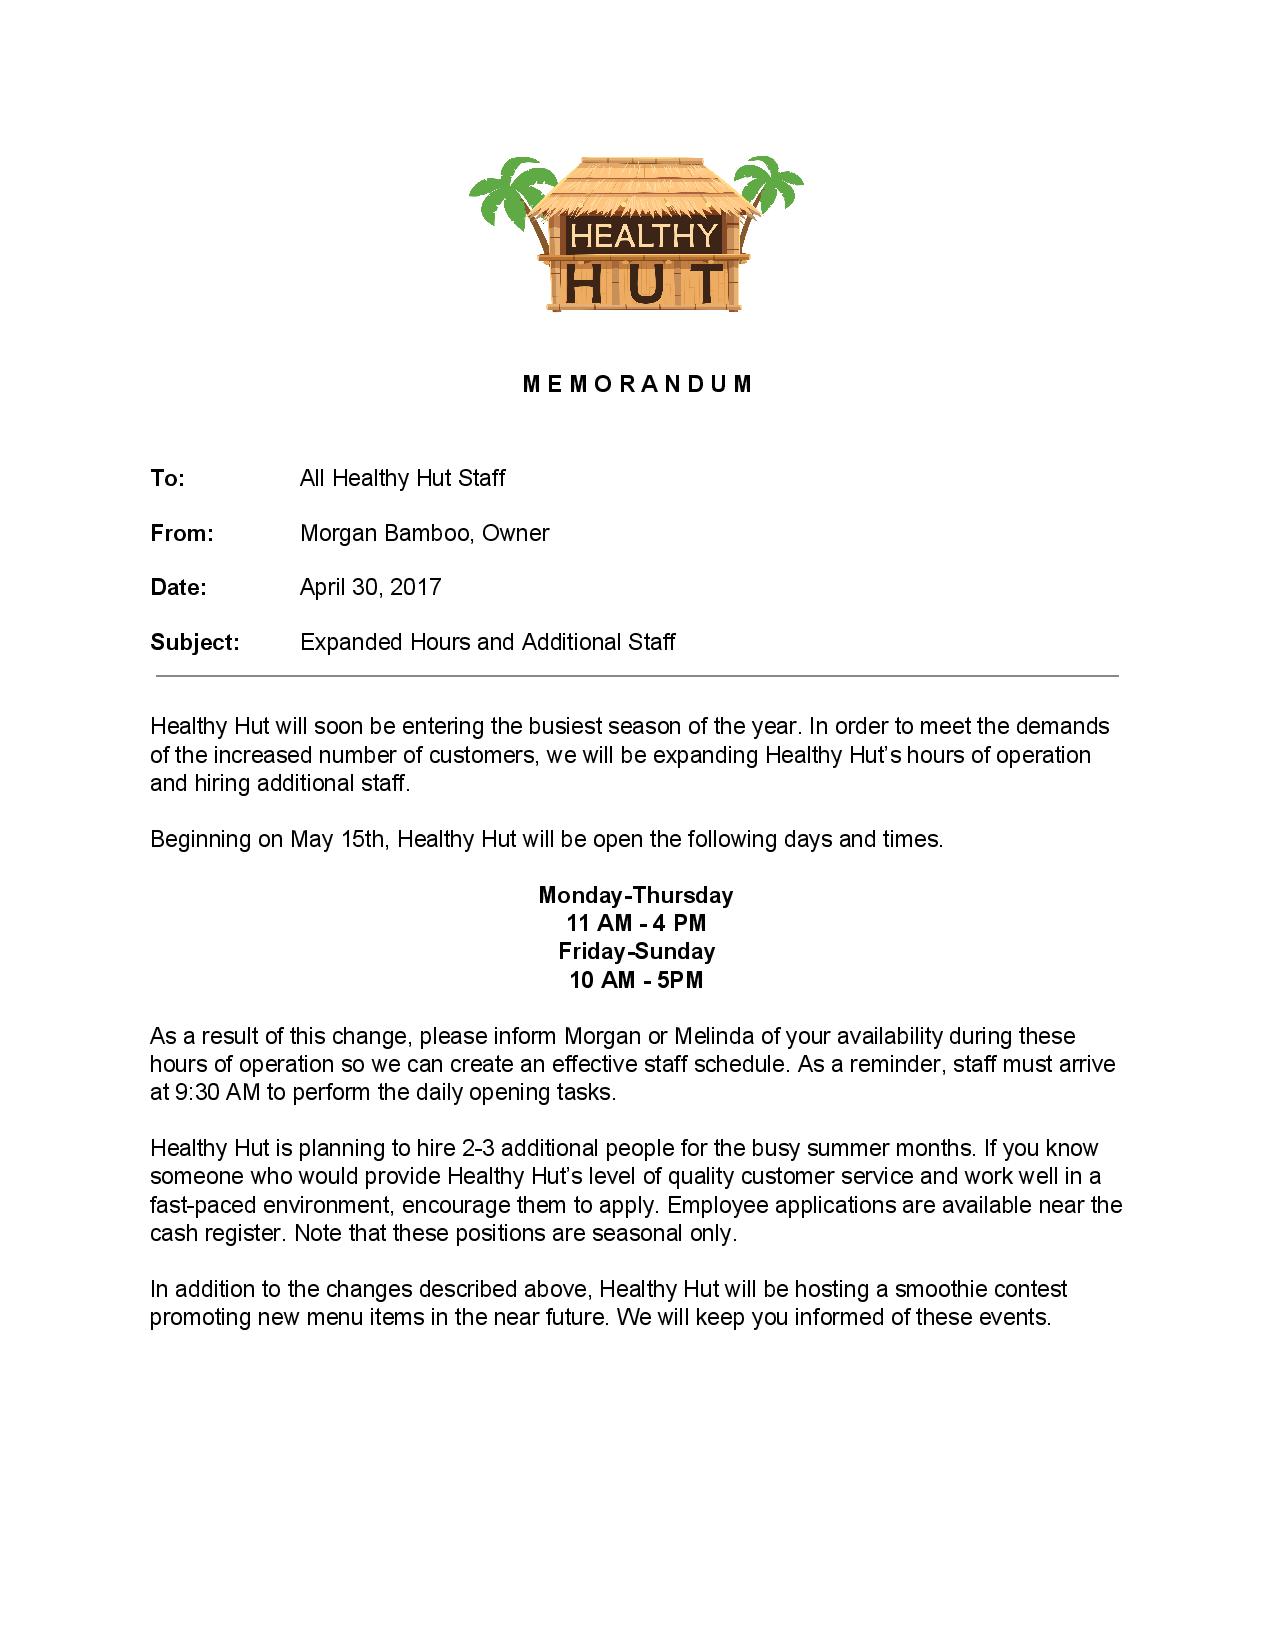 HEALTHY
HUT
MEMORANDUM
To: All Healthy Hut Staff
From: Morgan Bamboo, Owner
Date: April 30, 2017
Subject: Expanded Hours and Additional Staff
Healthy Hut will soon be entering the busiest season of the year. In order to meet the demands
of the increased number of customers, we will be expanding Healthy Hut’s hours of operation
and hiring additional staff.
Beginning on May 15th, Healthy Hut will be open the following days and times.
Monday-Thursday
11 AM - 4 PM
Friday-Sunday
10 AM - 5PM
As a result of this change, please inform Morgan or Melinda of your availability during these
hours of operation so we can create an effective staff schedule. As a reminder, staff must arrive
at 9:30 AM to perform the daily opening tasks.
Healthy Hut is planning to hire 2-3 additional people for the busy summer months. If you know
someone who would provide Healthy Hut’s level of quality customer service and work well in a
fast-paced environment, encourage them to apply. Employee applications are available near the
cash register. Note that these positions are seasonal only.
In addition to the changes described above, Healthy Hut will be hosting a smoothie contest
promoting new menu items in the near future. We will keep you informed of these events.